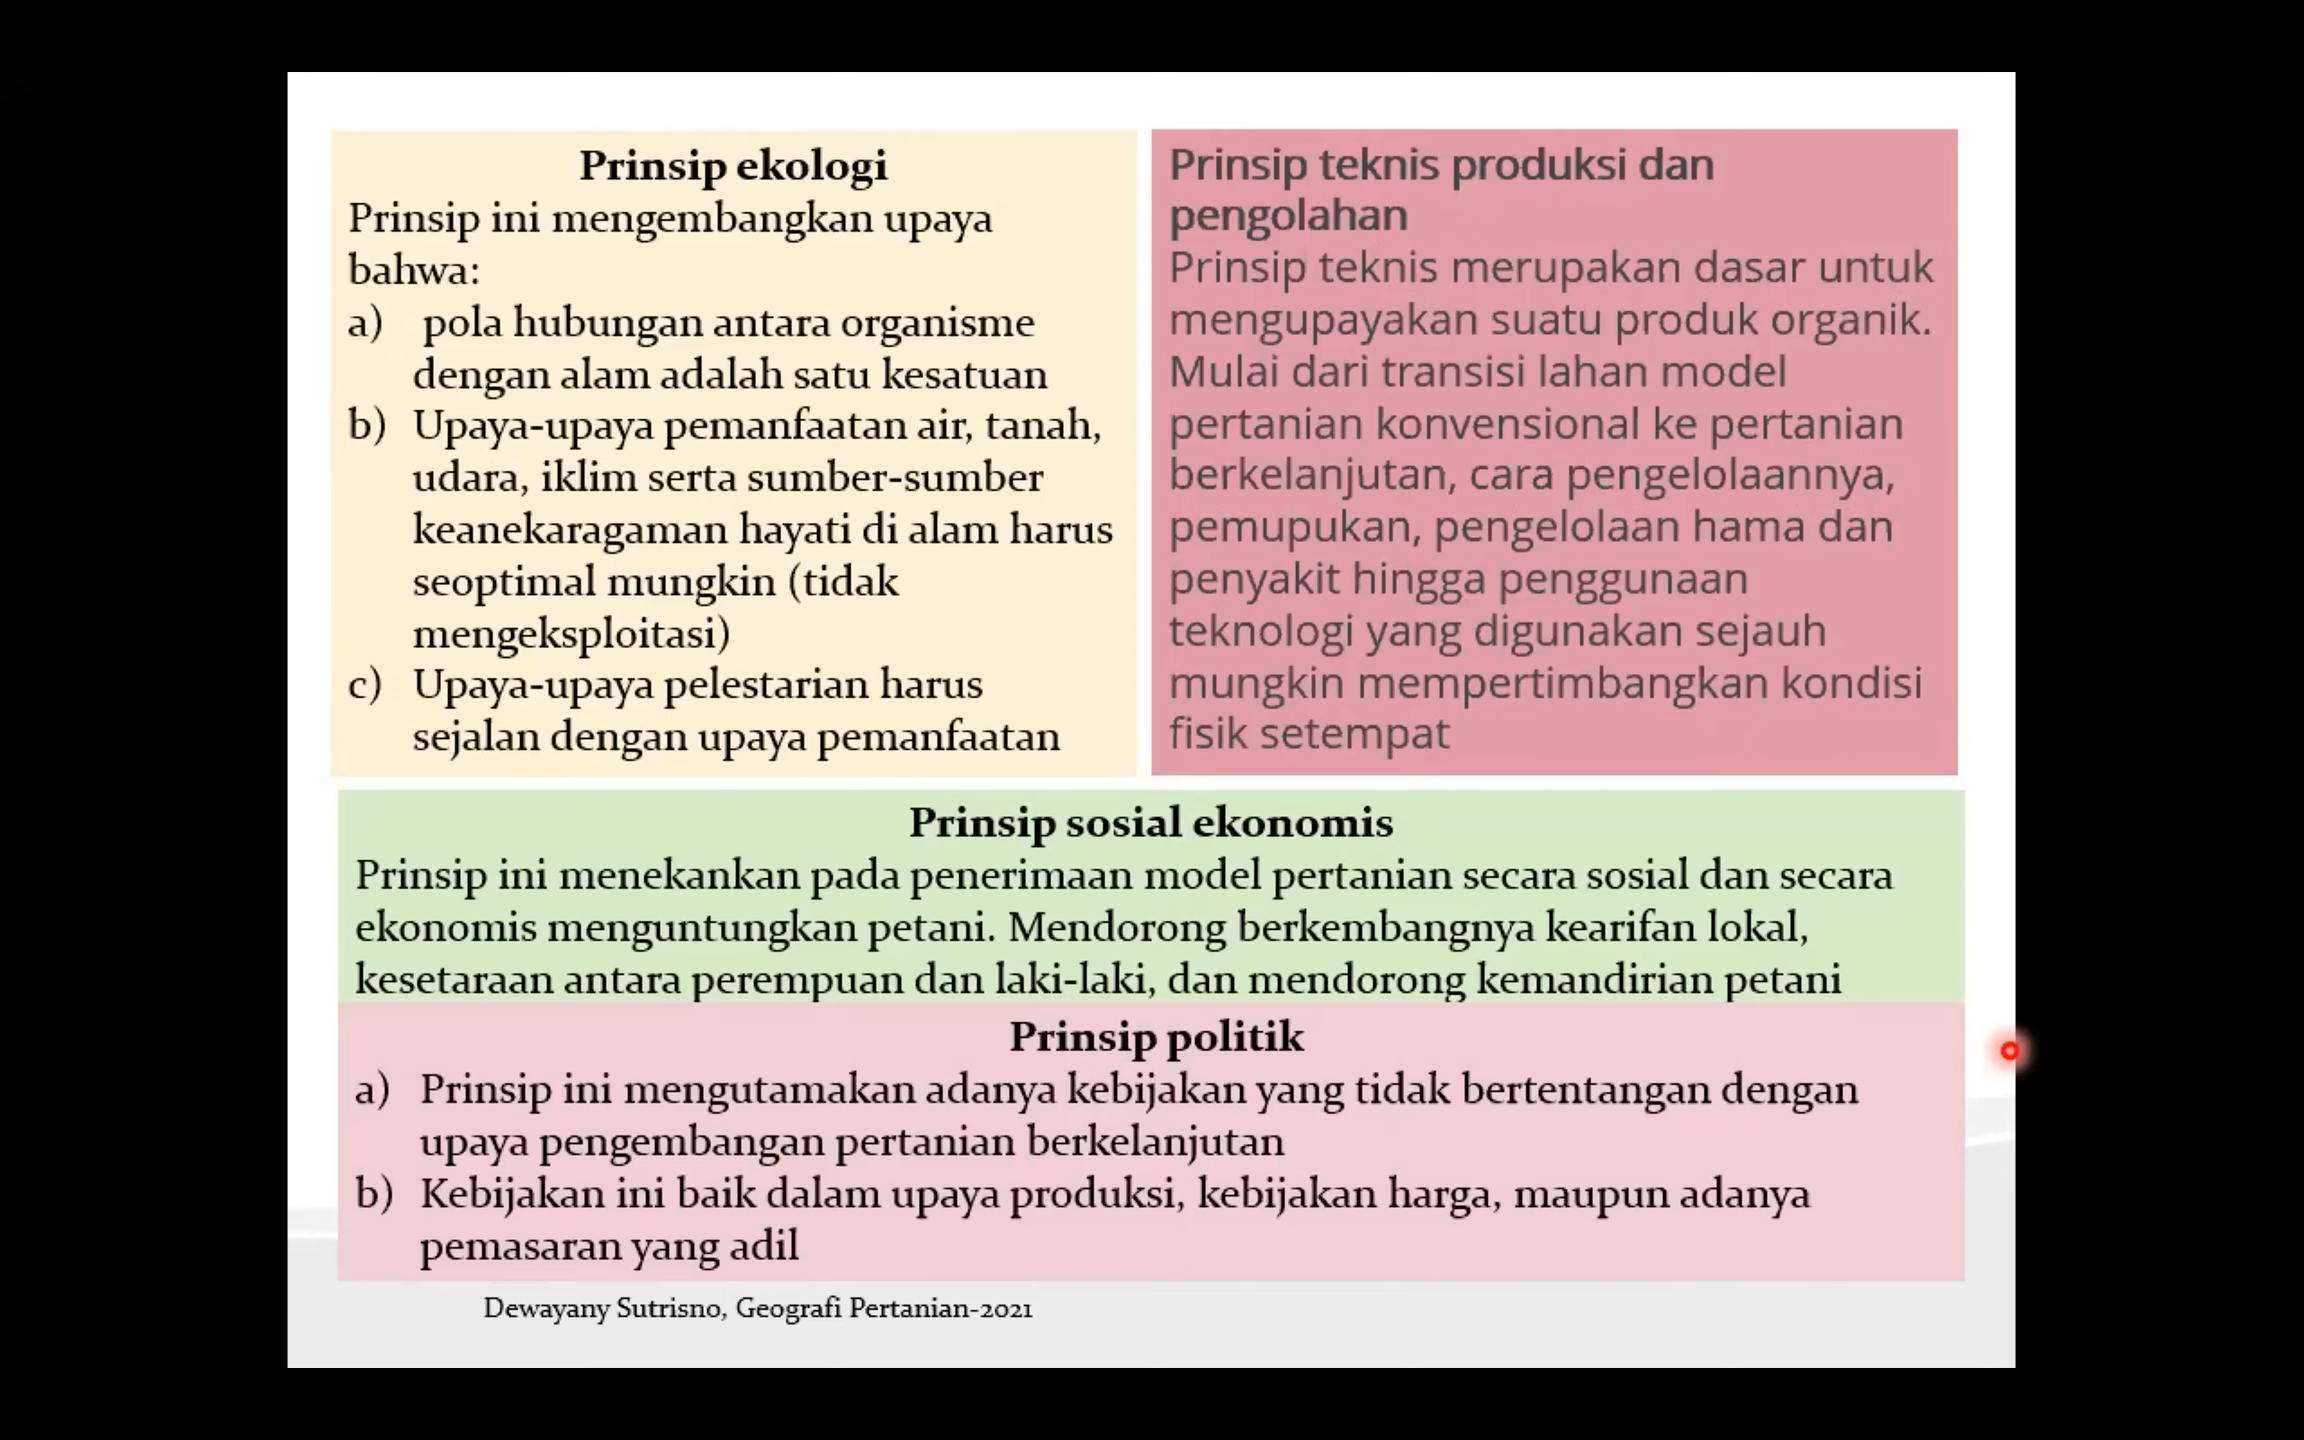 Prinsip ekologi
Prinsip ini mengembangkan upaya
bahwa:
a) pola hubungan antara organisme
dengan alam adalah satu kesatuan
b) Upaya-upaya pemanfaatan air, tanah,
udara, iklim serta sumber-sumber
keanekaragaman hayati di alam harus
seoptimal mungkin (tidak
mengeksploitasi)
c) Upaya-upaya pelestarian harus
sejalan dengan upaya pemanfaatan
Prinsip teknis produksi dan
pengolahan
Prinsip teknis merupakan dasar untuk
mengupayakan suatu produk organik.
Mulai dari transisi lahan model
pertanian konvensional ke pertanian
berkelanjutan, cara pengelolaannya,
pemupukan, pengelolaan hama dan
penyakit hingga penggunaan
teknologi yang digunakan sejauh
mungkin mempertimbangkan kondisi
fisik setempat
Prinsip sosial ekonomis
Prinsip ini menekankan pada penerimaan model pertanian secara sosial dan secara
ekonomis menguntungkan petani. Mendorong berkembangnya kearifan lokal,
kesetaraan antara perempuan dan laki-laki, dan mendorong kemandirian petani
Prinsip politik
a) Prinsip ini mengutamakan adanya kebijakan yang tidak bertentangan dengan
upaya pengembangan pertanian berkelanjutan
b) Kebijakan ini baik dalam upaya produksi, kebijakan harga, maupun adanya
pemasaran yang adil
Dewayany Sutrisno, Geografi Pertanian-2021